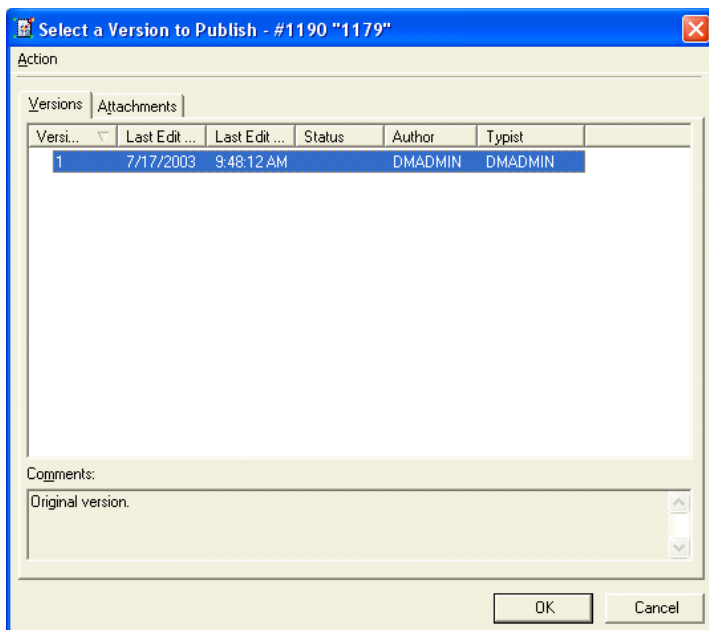 Select a Version to Publish - #1190 "1179"
Action
Versions Attachments
Versi... Last Edit ... Last Edit ... Status Author Typist
1 7/17/2003 9:48:12 AM DMADMIN DMADMIN
Comments:
Original version.
OK Cancel